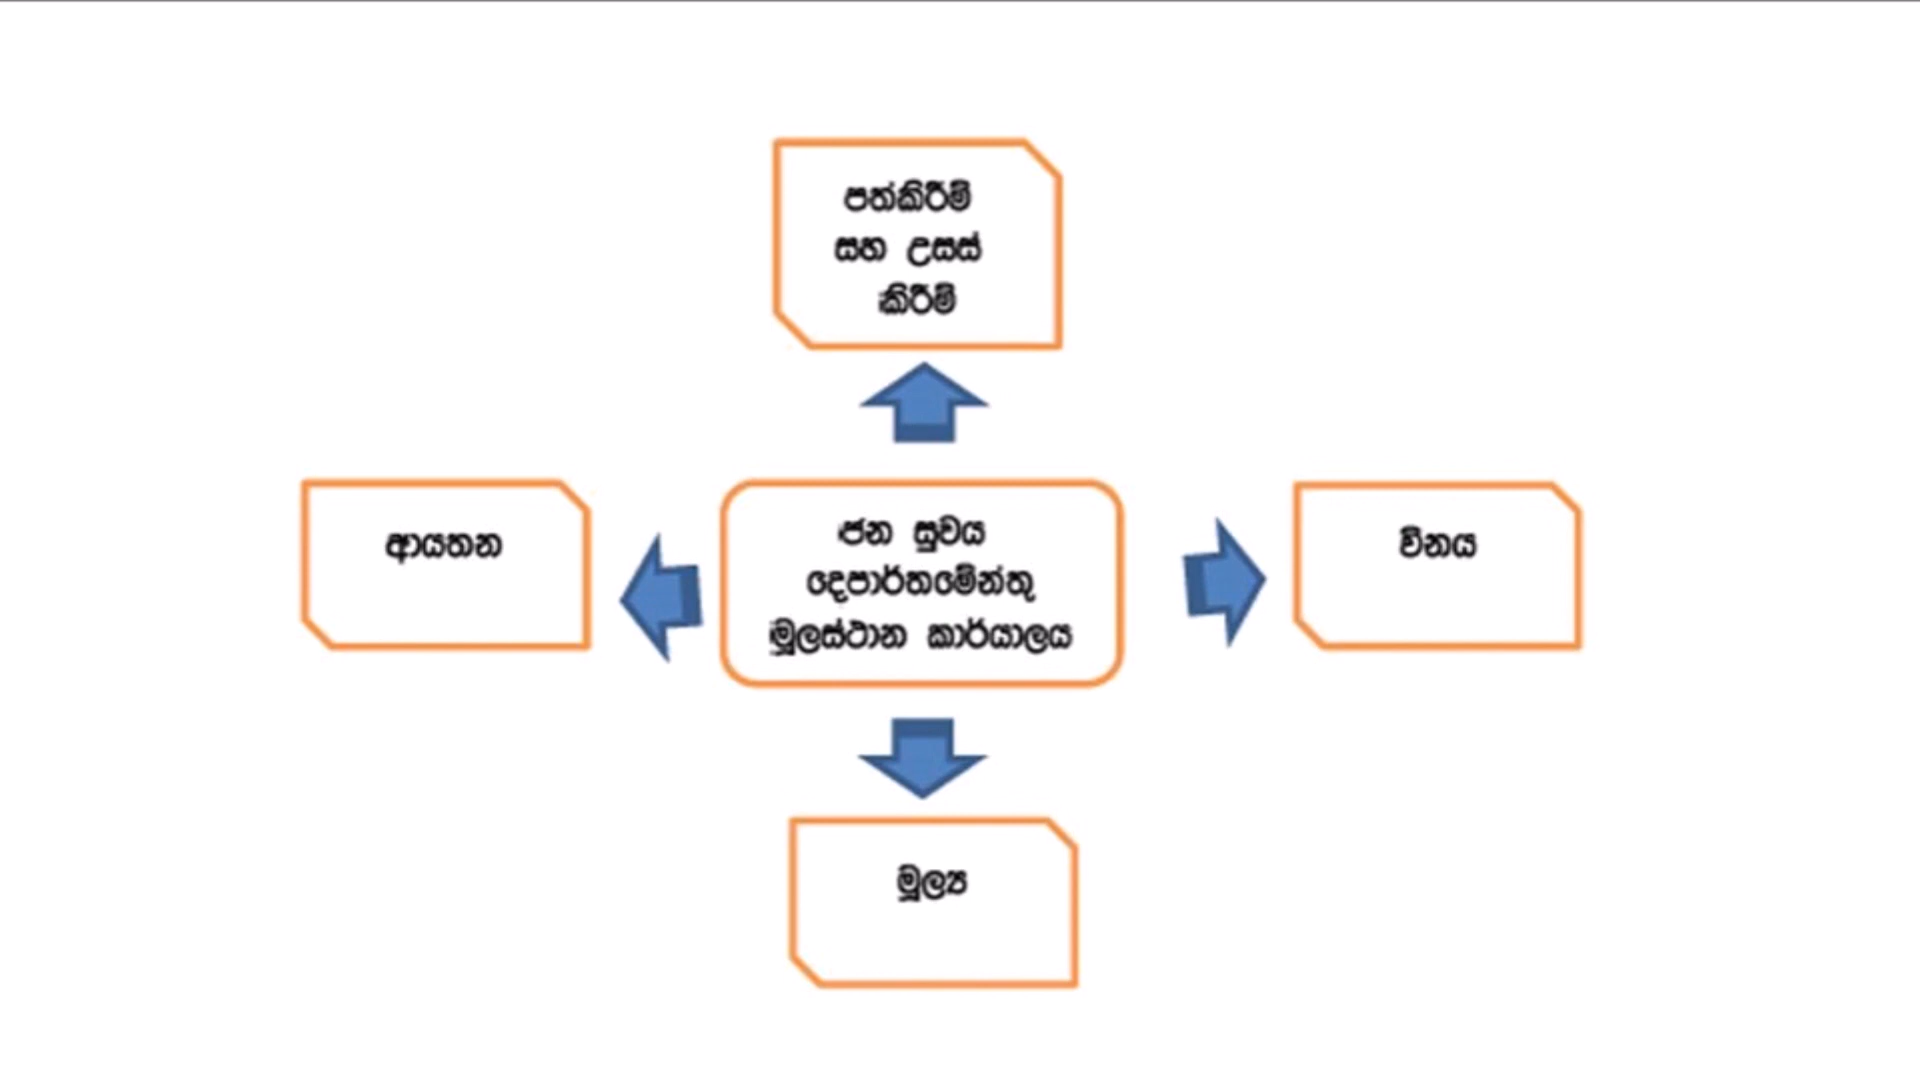 පත්කිරීම්
සහ උසස්
කිරීම්
ආයතන
ජන සුවය
දෙපාර්තමේන්තු
මූලස්ථාන කාර්යාලය
විනය
මූල්‍ය